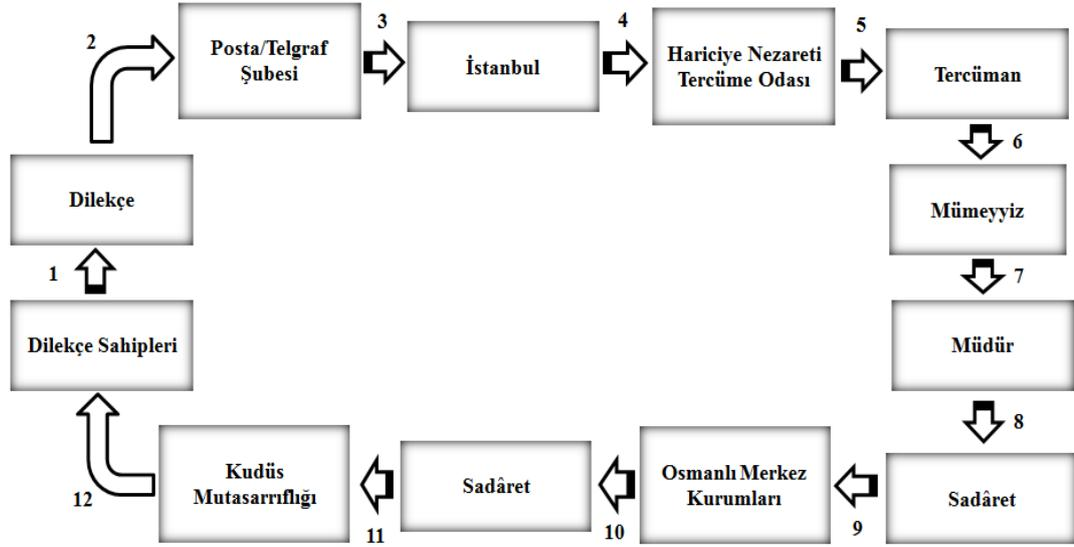 1
Dilekçe
2
Posta/Telgraf
Şubesi
3
İstanbul
4
Hariciye Nezareti
Tercüme Odası
5
Tercüman
6
Mümeyyiz
7
Müdür
8
Sadâret
9
Osmanlı Merkez
Kurumları
10
Sadâret
11
Kudüs
Mutasarrıflığı
12
Dilekçe Sahipleri